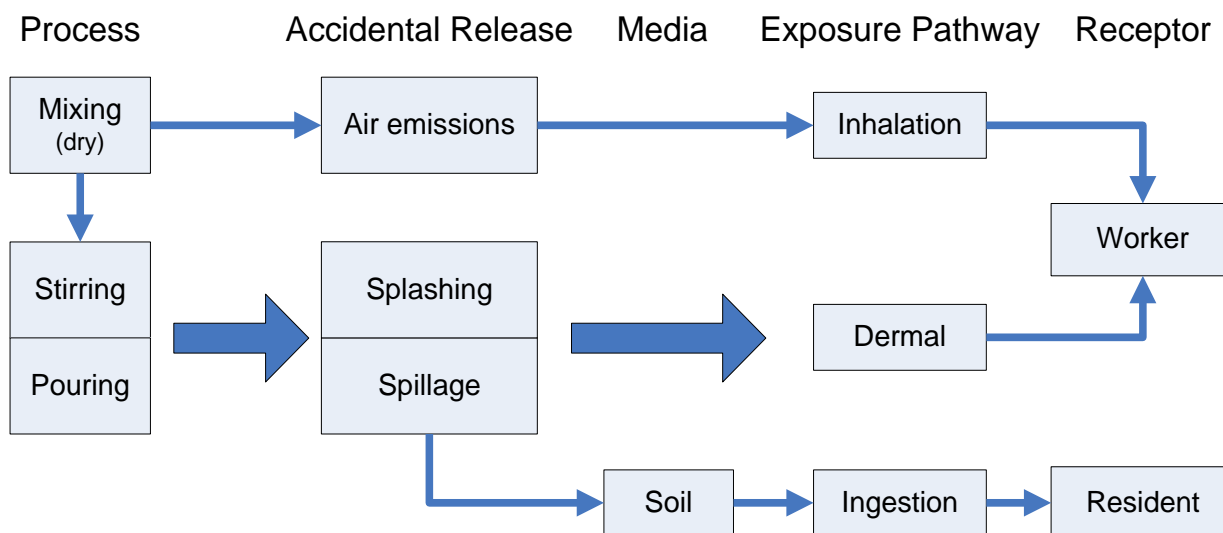 Process Accidental Release Media Exposure Pathway Receptor
Mixing
(dry)
Air emissions
Inhalation
Worker
Stirring
Splashing
Dermal
Pouring
Spillage
Soil
Ingestion
Resident